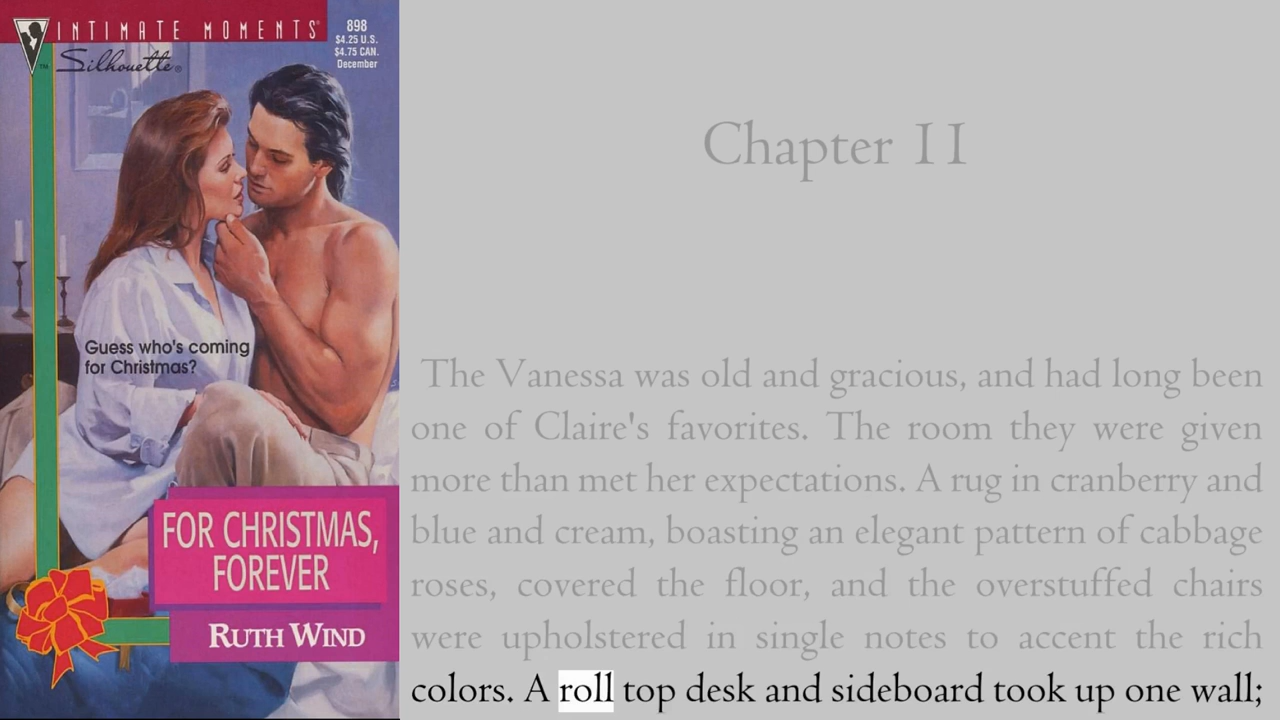 INTIMATE MOMENTS®
898
$4.25 U.S.
$4.75 CAN.
December
TM
Silhouette®
Guess who's coming
for Christmas?
FOR CHRISTMAS,
FOREVER
RUTH WIND
Chapter II
The Vanessa was old and gracious, and had long been
one of Claire's favorites. The room they were given
more than met her expectations. A rug in cranberry and
blue and cream, boasting an elegant pattern of cabbage
roses, covered the floor, and the overstuffed chairs
were upholstered in single notes to accent the rich
colors. A roll top desk and sideboard took up one wall;